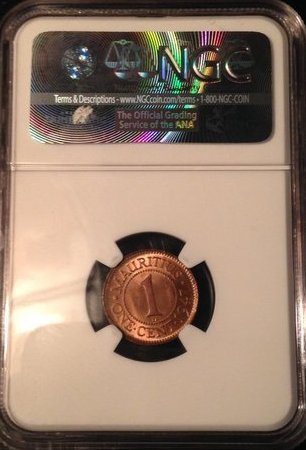 NGC
Terms & Descriptions - www.NGCcoin.com/terms • 1-800-NGC-COIN
The Official Grading
Service of the ANA
MAURITIUS
1
ONE CENT